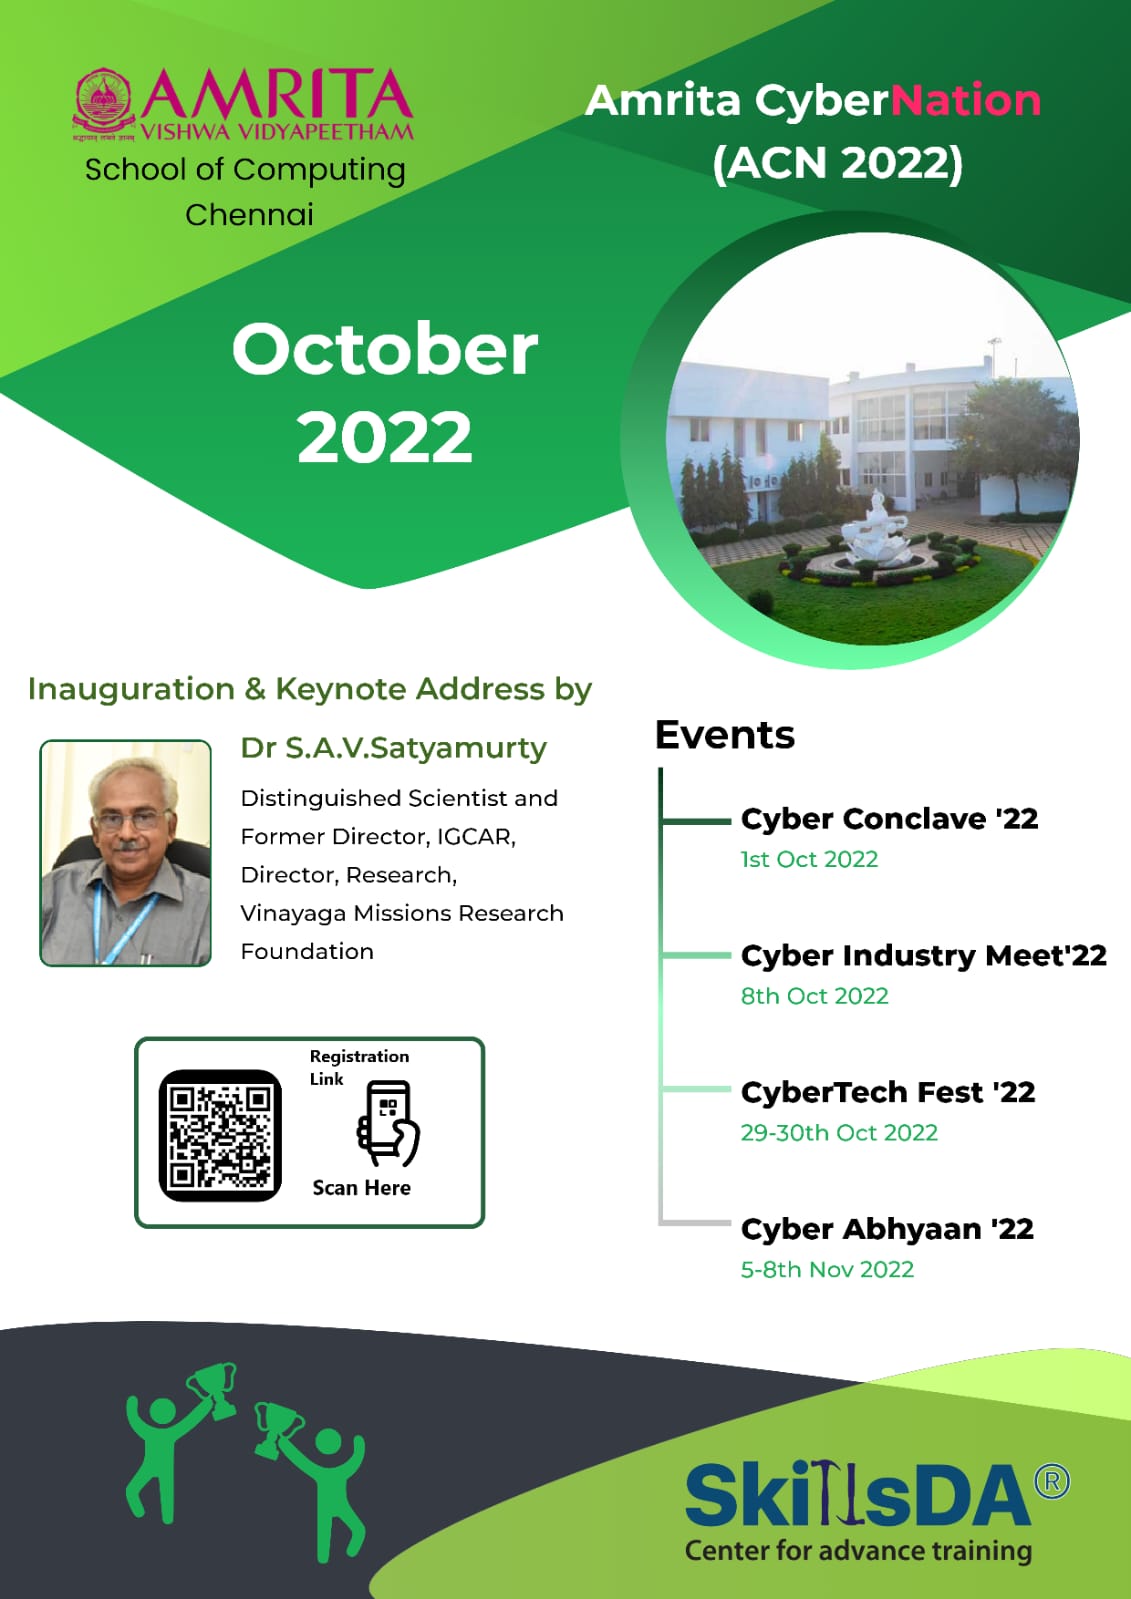 AMRITA
VISHWA VIDYAPEETHAM
श्रद्धावान् लभते ज्ञानम्
School of Computing
Chennai
Amrita CyberNation
(ACN 2022)
October
2022
Inauguration & Keynote Address by
Dr S.A.V.Satyamurty
Distinguished Scientist and
Former Director, IGCAR,
Director, Research,
Vinayaga Missions Research
Foundation
Registration
Link
Scan Here
Events
Cyber Conclave '22
1st Oct 2022
Cyber Industry Meet'22
8th Oct 2022
CyberTech Fest '22
29-30th Oct 2022
Cyber Abhyaan '22
5-8th Nov 2022
SkillsDA®
Center for advance training